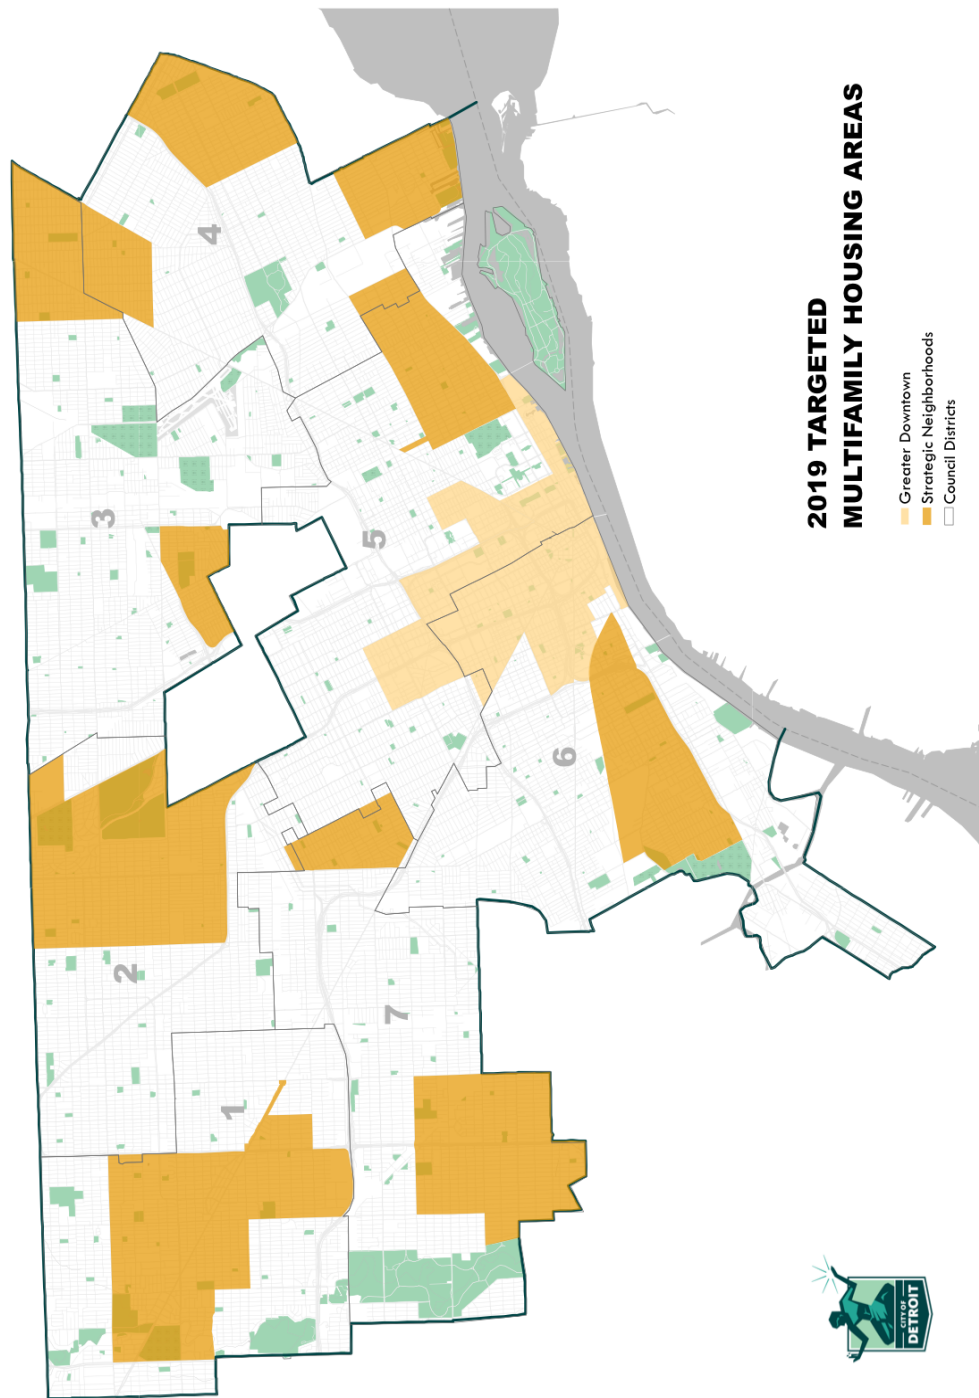 2019 TARGETED
MULTIFAMILY HOUSING AREAS
Greater Downtown
Strategic Neighborhoods
Council Districts
1
2
3
4
5
6
7
CITY OF
DETROIT